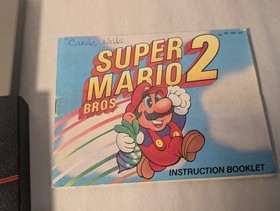 SUPER
MARIO 2
BROS
INSTRUCTION BOOKLET